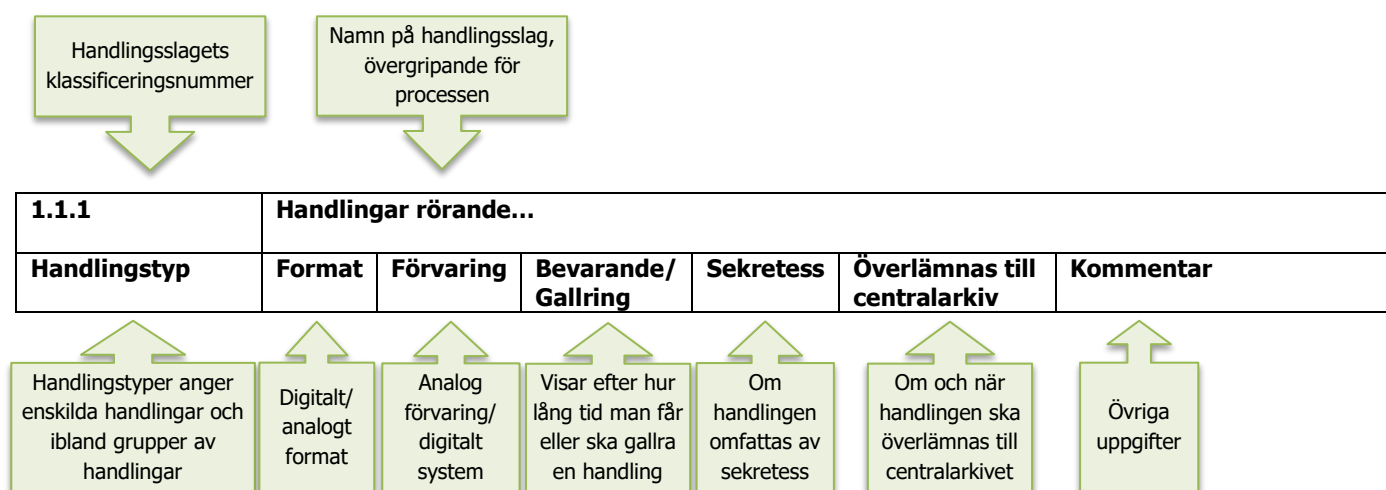 Handlingsslagets
klassificeringsnummer
Namn på handlingsslag,
övergripande för
processen
1.1.1
Handlingar rörande…
Handlingstyp
Format
Förvaring
Bevarande/
Gallring
Sekretess
Överlämnas till
centralarkiv
Kommentar
Handlingstyper anger
enskilda handlingar och
ibland grupper av
handlingar
Digitalt/
analogt
format
Analog
förvaring/
digitalt
system
Visar efter hur
lång tid man får
eller ska gallra
en handling
Om
handlingen
omfattas av
sekretess
Om och när
handlingen ska
överlämnas till
centralarkivet
Övriga
uppgifter